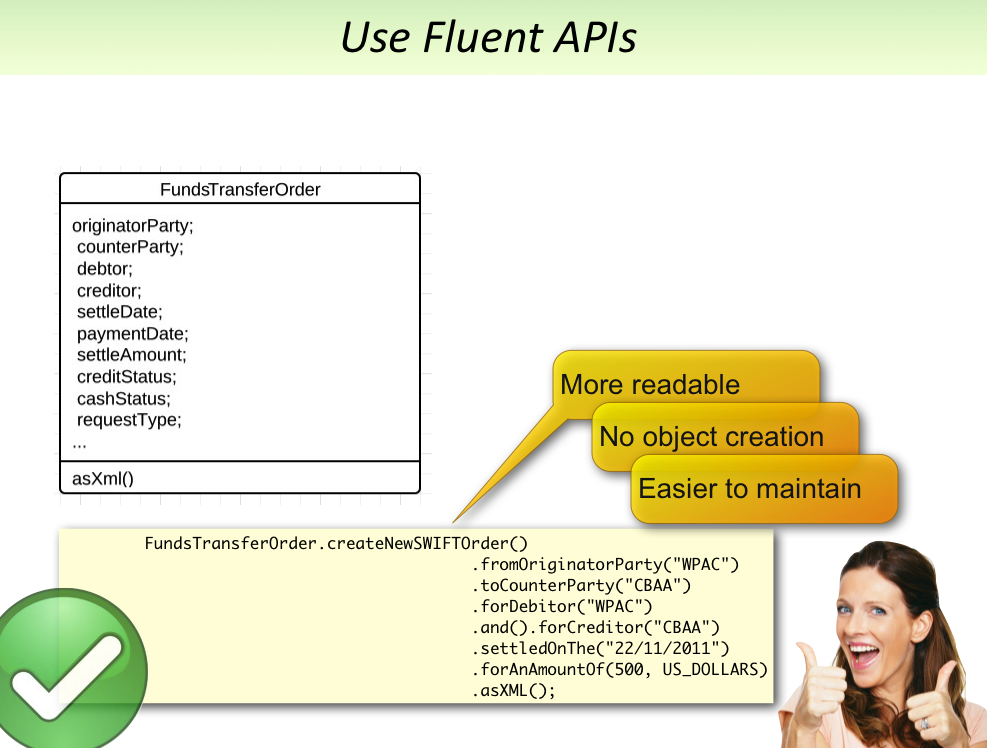 Use Fluent APIs
FundsTransferOrder
originatorParty;
counterParty;
debtor;
creditor;
settleDate;
paymentDate;
settleAmount;
creditStatus;
cashStatus;
requestType;
...
asXml()
More readable
No object creation
Easier to maintain
FundsTransferOrder.createNewSWIFTOrder()
.fromOriginatorParty("WPAC")
.toCounterParty("CBAA")
.forDebitor("WPAC")
.and().forCreditor("CBAA")
.settledOnThe("22/11/2011")
.forAnAmountOf(500, US_DOLLARS)
.asXML();